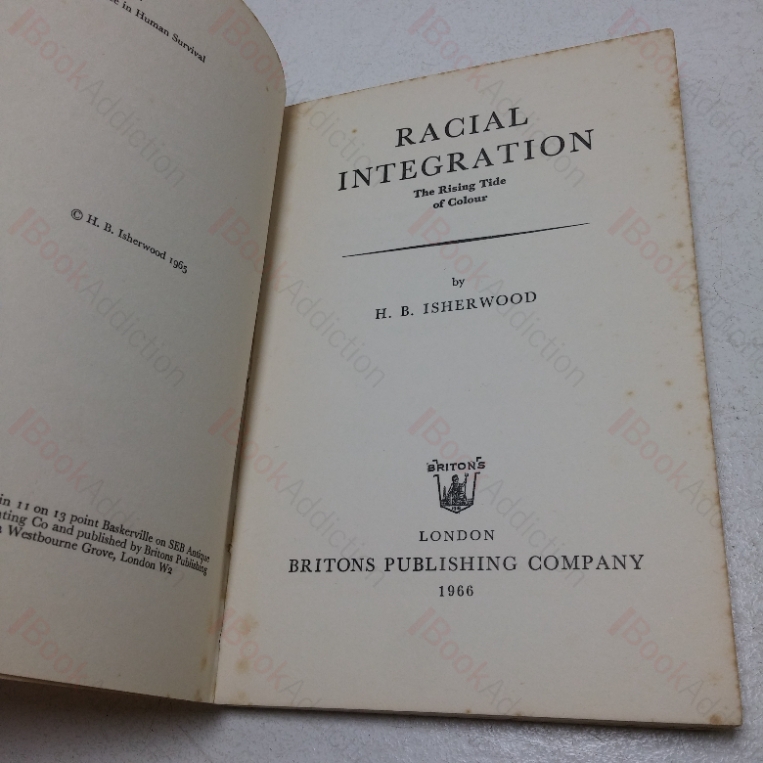 in Human Survival
© H. B. Isherwood 1965
in 11 on 13 point Baskerville on SEB Antique
Co and published by Britons Publishing
Westbourne Grove, London W2
RACIAL
INTEGRATION
The Rising Tide
of Colour
by
H. B. ISHERWOOD
BRITONS
LONDON
BRITONS PUBLISHING COMPANY
1966
BookAddiction